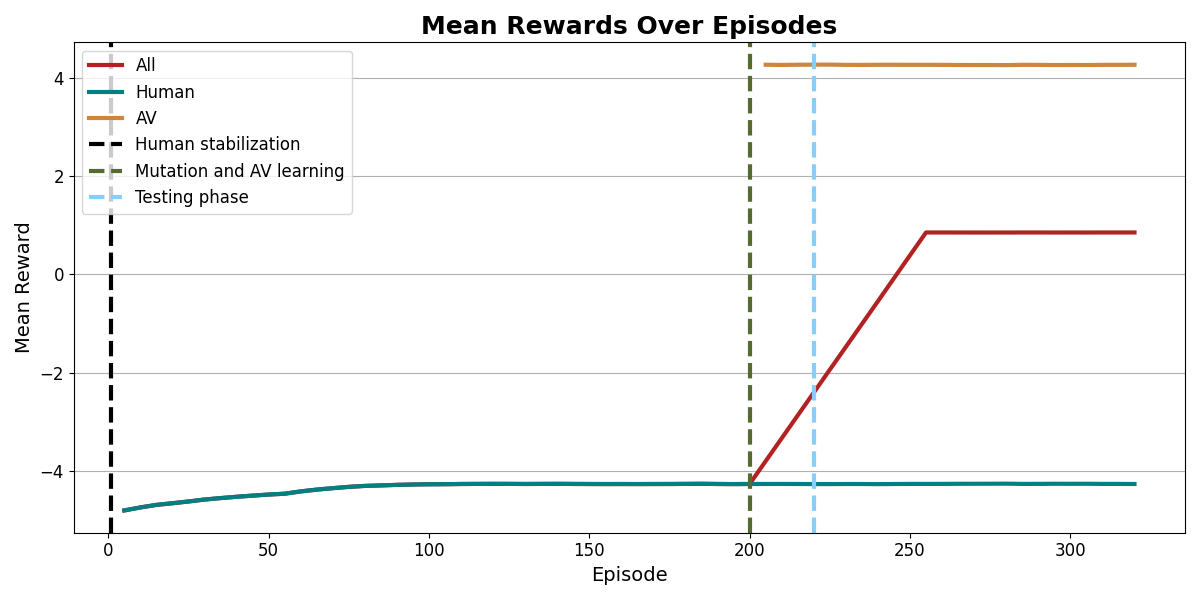 Mean Rewards Over Episodes
All
Human
AV
Human stabilization
Mutation and AV learning
Testing phase
Mean Reward
4
2
0
−2
−4
0 50 100 150 200 250 300
Episode